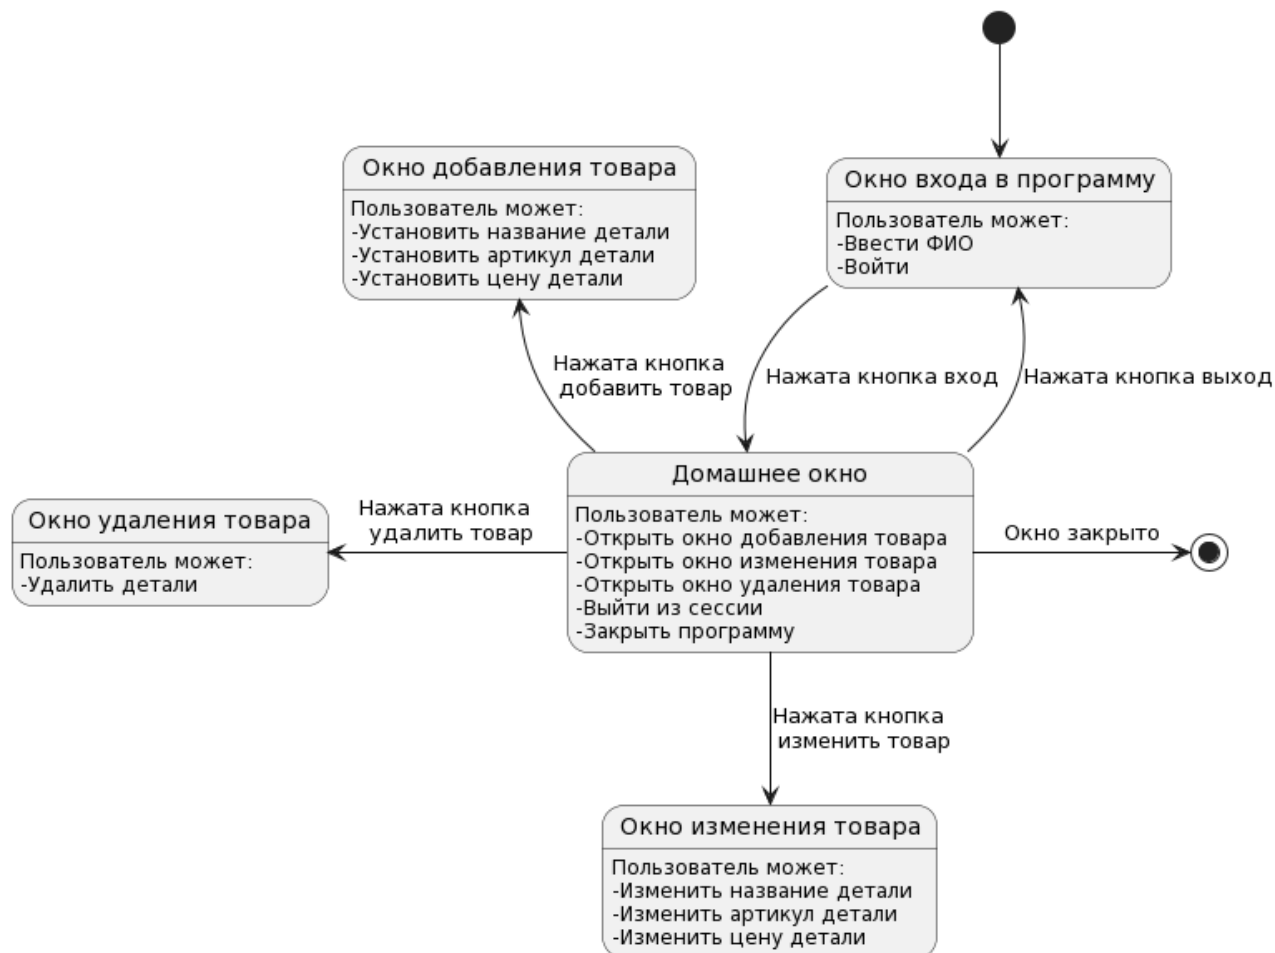 Окно добавления товара
Пользователь может:
-Установить название детали
-Установить артикул детали
-Установить цену детали
Окно входа в программу
Пользователь может:
-Ввести ФИО
-Войти
Нажата кнопка
добавить товар
Нажата кнопка вход
Нажата кнопка выход
Домашнее окно
Пользователь может:
-Открыть окно добавления товара
-Открыть окно изменения товара
-Открыть окно удаления товара
-Выйти из сессии
-Закрыть программу
Нажата кнопка
удалить товар
Окно удаления товара
Пользователь может:
-Удалить детали
Окно закрыто
Нажата кнопка
изменить товар
Окно изменения товара
Пользователь может:
-Изменить название детали
-Изменить артикул детали
-Изменить цену детали